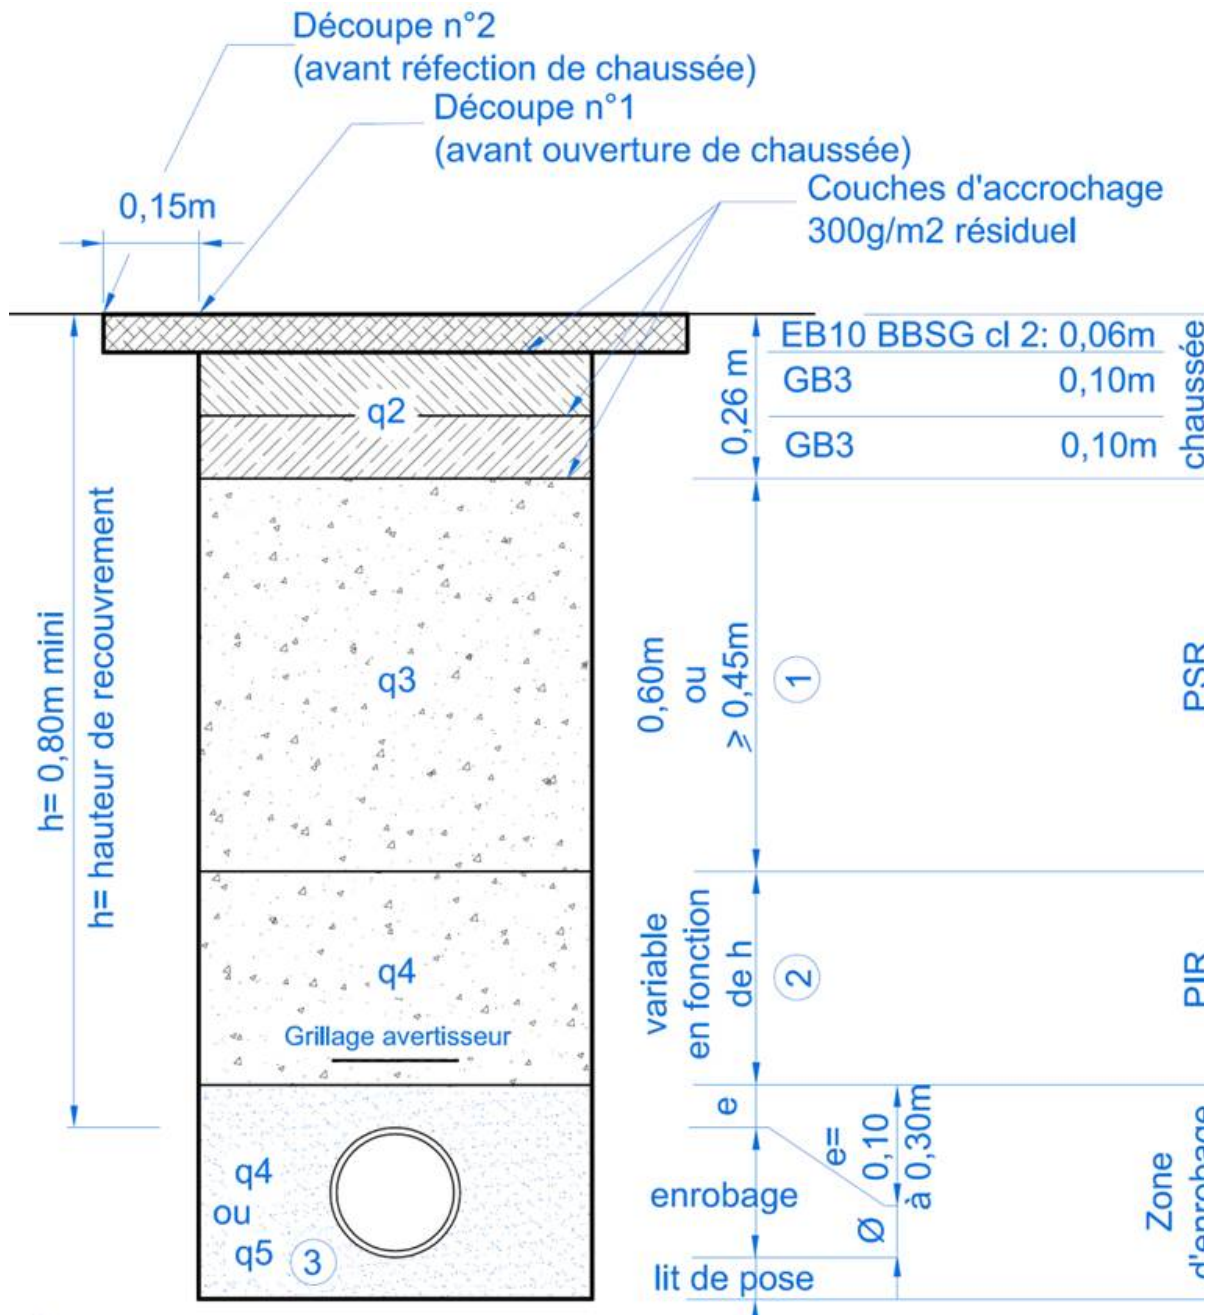 Découpe n°2
(avant réfection de chaussée)
Découpe n°1
(avant ouverture de chaussée)
Couches d'accrochage
300g/m2 résiduel
0,15m
EB10 BBSG cl 2: 0,06m
GB3 0,10m
GB3 0,10m
0,26 m
chaussée
q2
h= 0,80m mini
h= hauteur de recouvrement
q3
0,60m
ou
⩾ 0,45m
1
PSR
q4
Grillage avertisseur
variable
en fonction
de h
2
PIR
q4
ou
q5
3
e
e=
0,10
à 0,30m
enrobage
Ø
lit de pose
Zone
d'enrobage